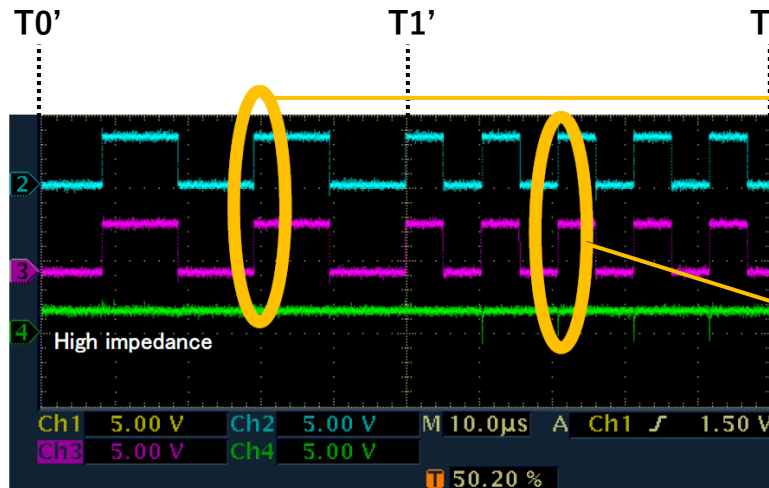 T0’ T1’ T
2
3
4
High impedance
Ch1 5.00 V Ch2 5.00 V M 10.0µs A Ch1 ƒ 1.50 V
Ch3 5.00 V Ch4 5.00 V
T 50.20 %